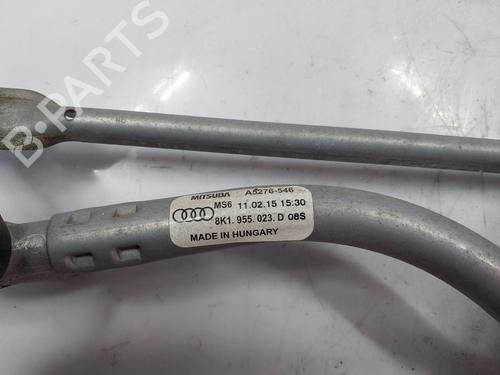 B-PARTS
MITSUBA A5276-546
MS6 11.02.15 15:30
8K1.955.023.D 08S
MADE IN HUNGARY